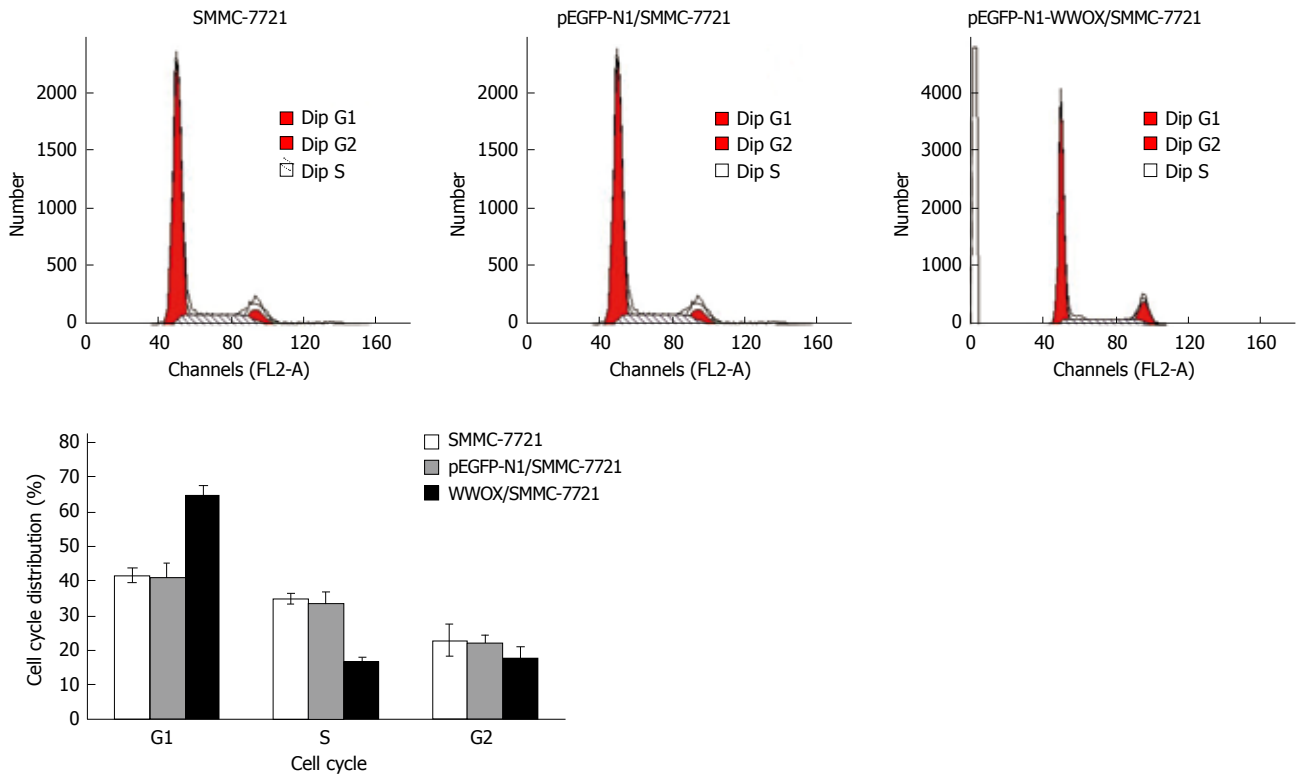 SMMC-7721
2000
1500
1000
500
0
Number
Dip G1
Dip G2
Dip S
0 40 80 120 160
Channels (FL2-A)
pEGFP-N1/SMMC-7721
2000
1500
1000
500
0
Number
Dip G1
Dip G2
Dip S
0 40 80 120 160
Channels (FL2-A)
pEGFP-N1-WWOX/SMMC-7721
4000
3000
2000
1000
0
Number
Dip G1
Dip G2
Dip S
0 40 80 120 160
Channels (FL2-A)
80
70
60
50
40
30
20
10
0
Cell cycle distribution (%)
SMMC-7721
pEGFP-N1/SMMC-7721
WWOX/SMMC-7721
G1 S G2
Cell cycle